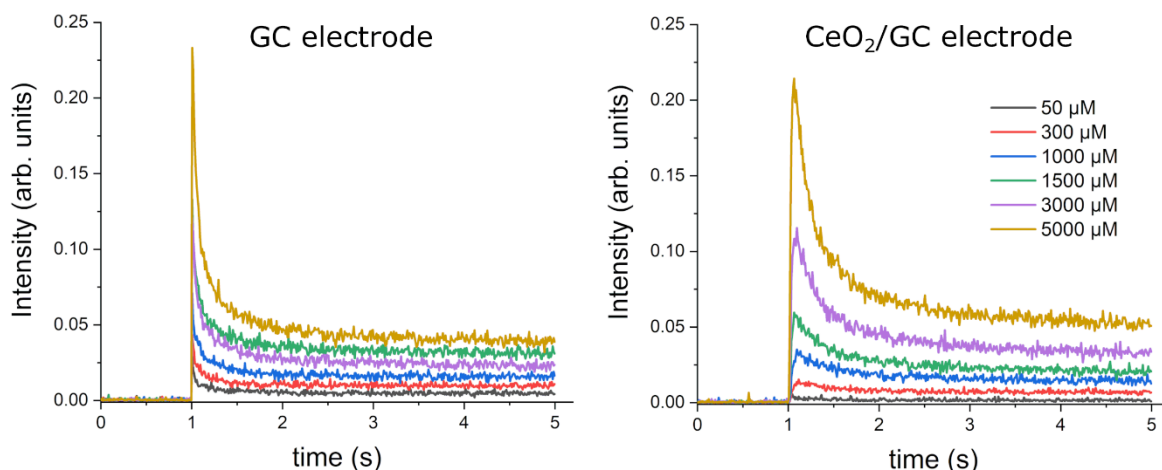 GC electrode
0.25
0.20
0.15
0.10
0.05
0.00
Intensity (arb. units)
0 1 2 3 4 5
time (s)
CeO₂/GC electrode
0.25
0.20
0.15
0.10
0.05
0.00
Intensity (arb. units)
50 µM
300 µM
1000 µM
1500 µM
3000 µM
5000 µM
0 1 2 3 4 5
time (s)